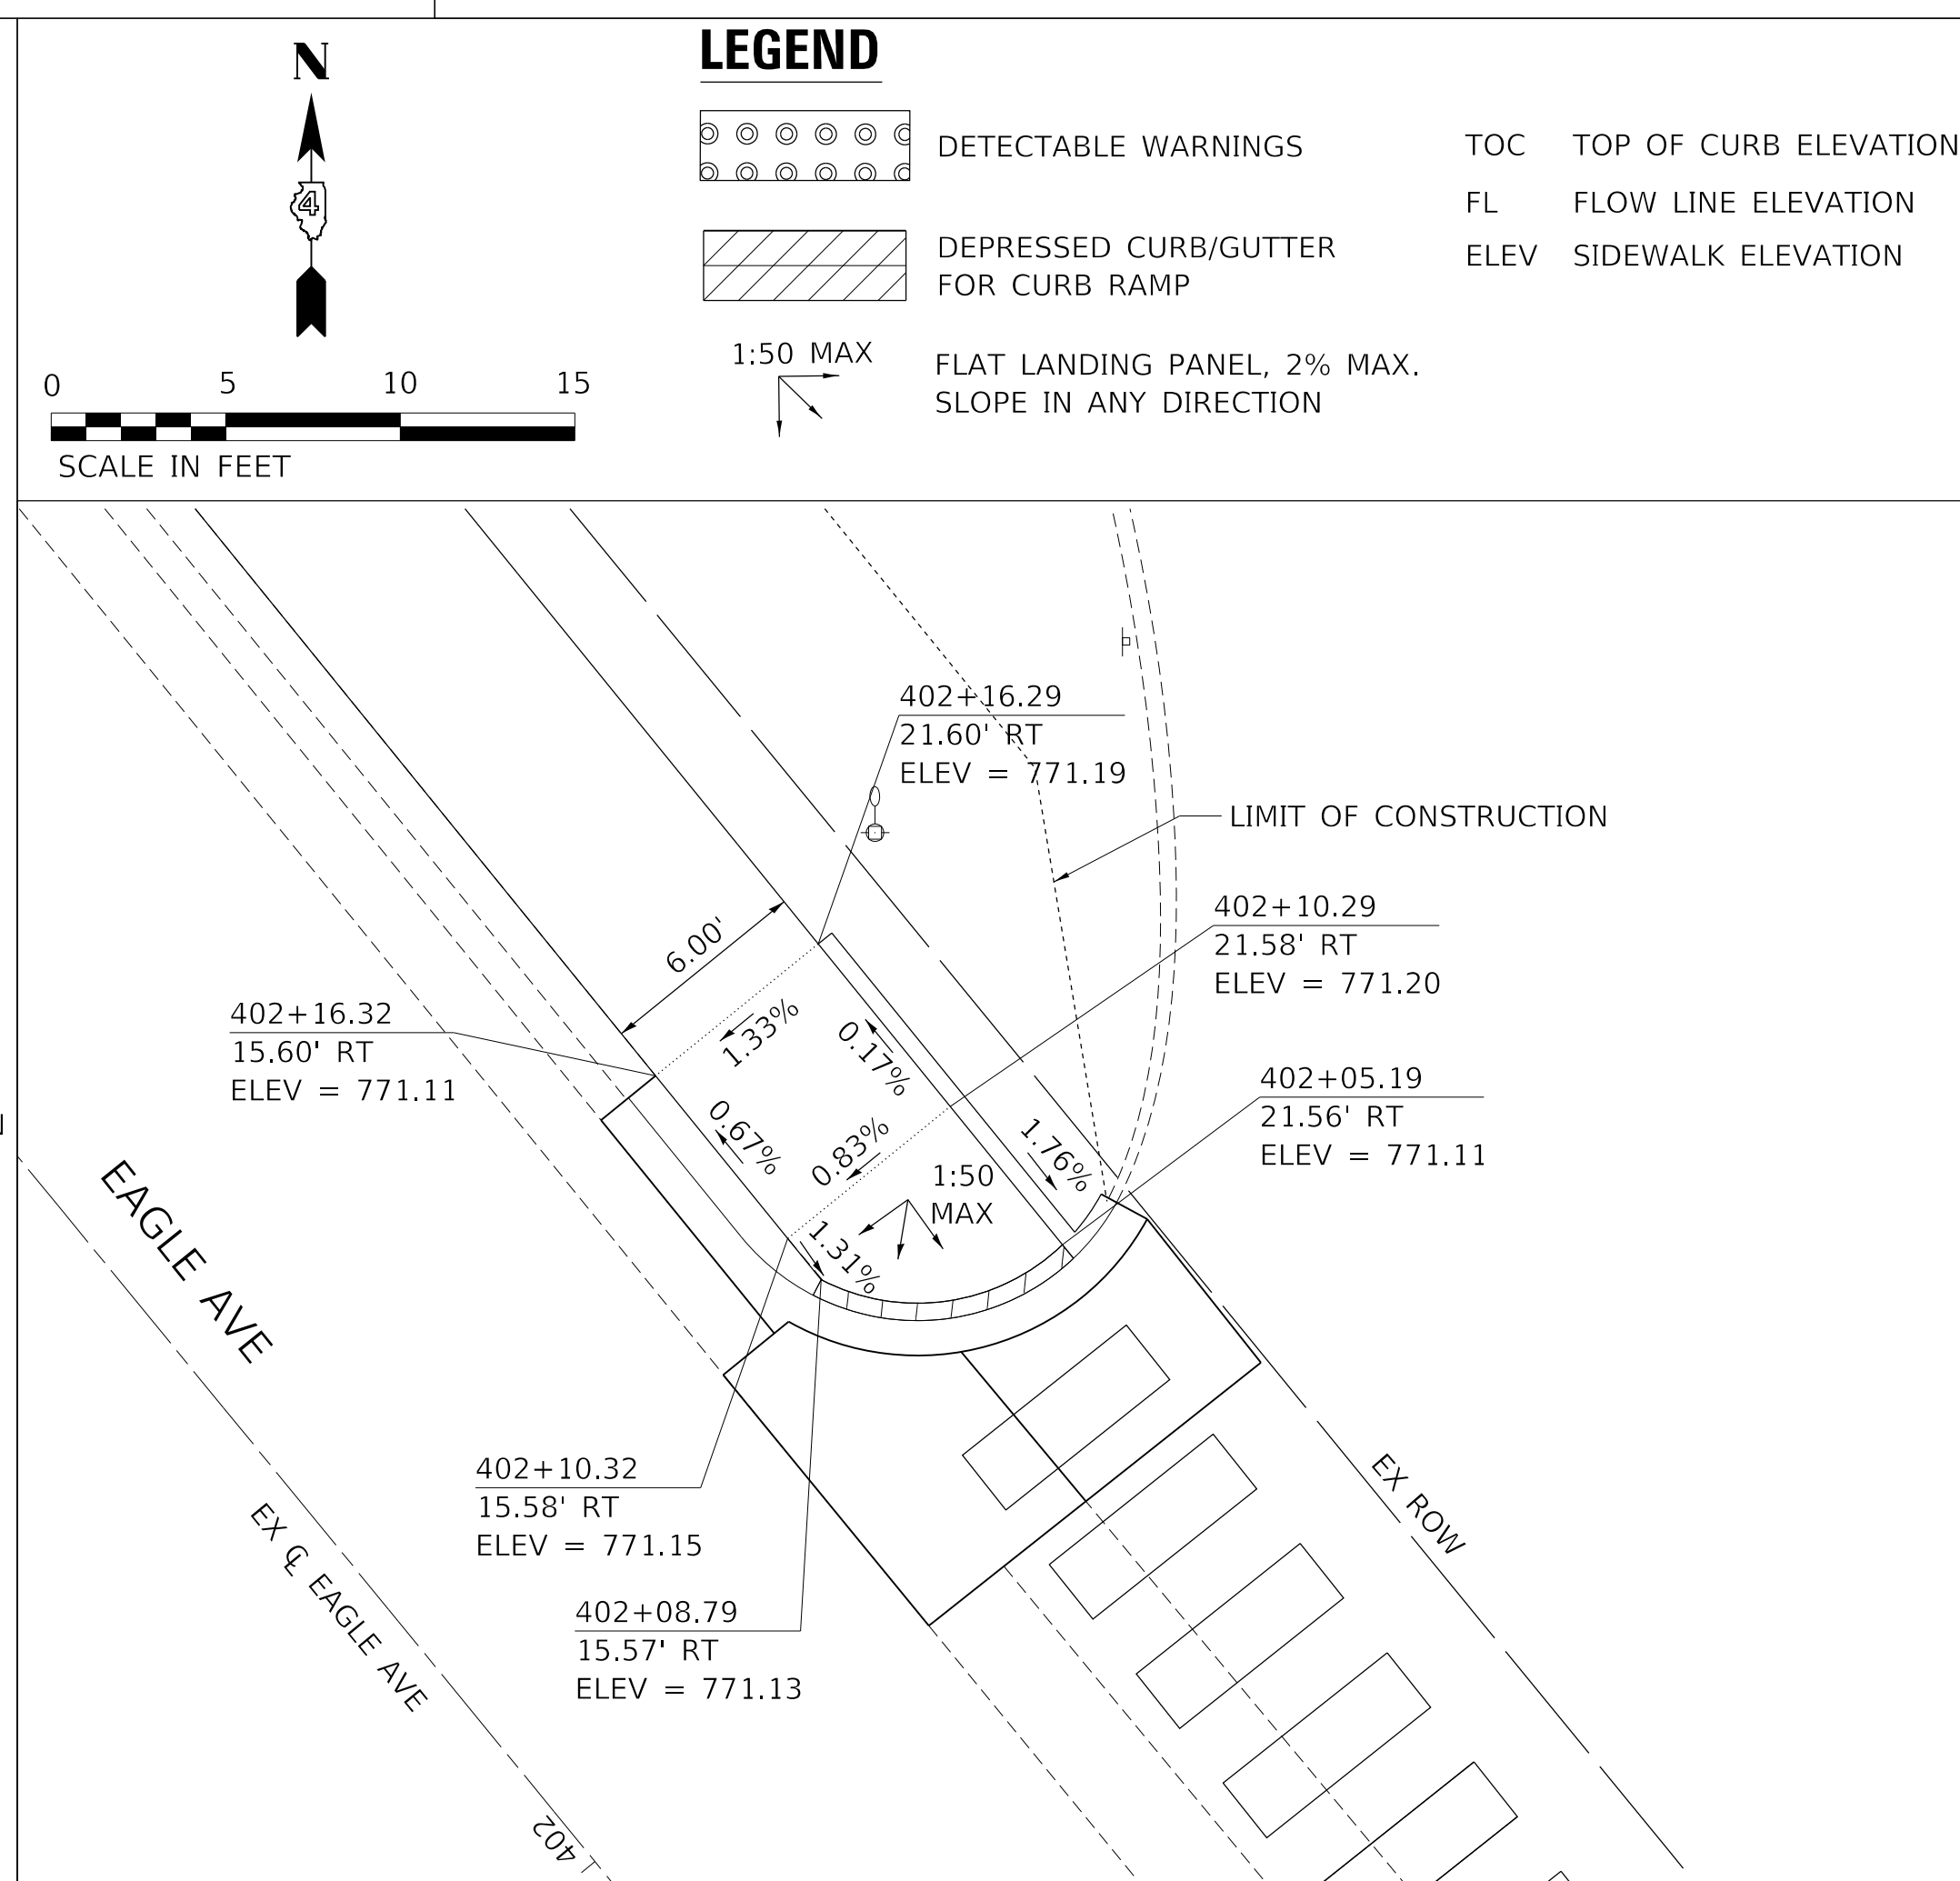 N
4
0 5 10 15
SCALE IN FEET
LEGEND
DETECTABLE WARNINGS
DEPRESSED CURB/GUTTER
FOR CURB RAMP
1:50 MAX
FLAT LANDING PANEL, 2% MAX.
SLOPE IN ANY DIRECTION
TOC TOP OF CURB ELEVATION
FL FLOW LINE ELEVATION
ELEV SIDEWALK ELEVATION
402+16.29
21.60' RT
ELEV = 771.19
LIMIT OF CONSTRUCTION
402+10.29
21.58' RT
ELEV = 771.20
6.00'
402+16.32
15.60' RT
ELEV = 771.11
1.33%
0.17%
402+05.19
21.56' RT
ELEV = 771.11
0.67%
0.83%
1.76%
1:50
MAX
1.31%
EAGLE AVE
402+10.32
15.58' RT
ELEV = 771.15
EX ROW
EX ℄ EAGLE AVE
402+08.79
15.57' RT
ELEV = 771.13
402